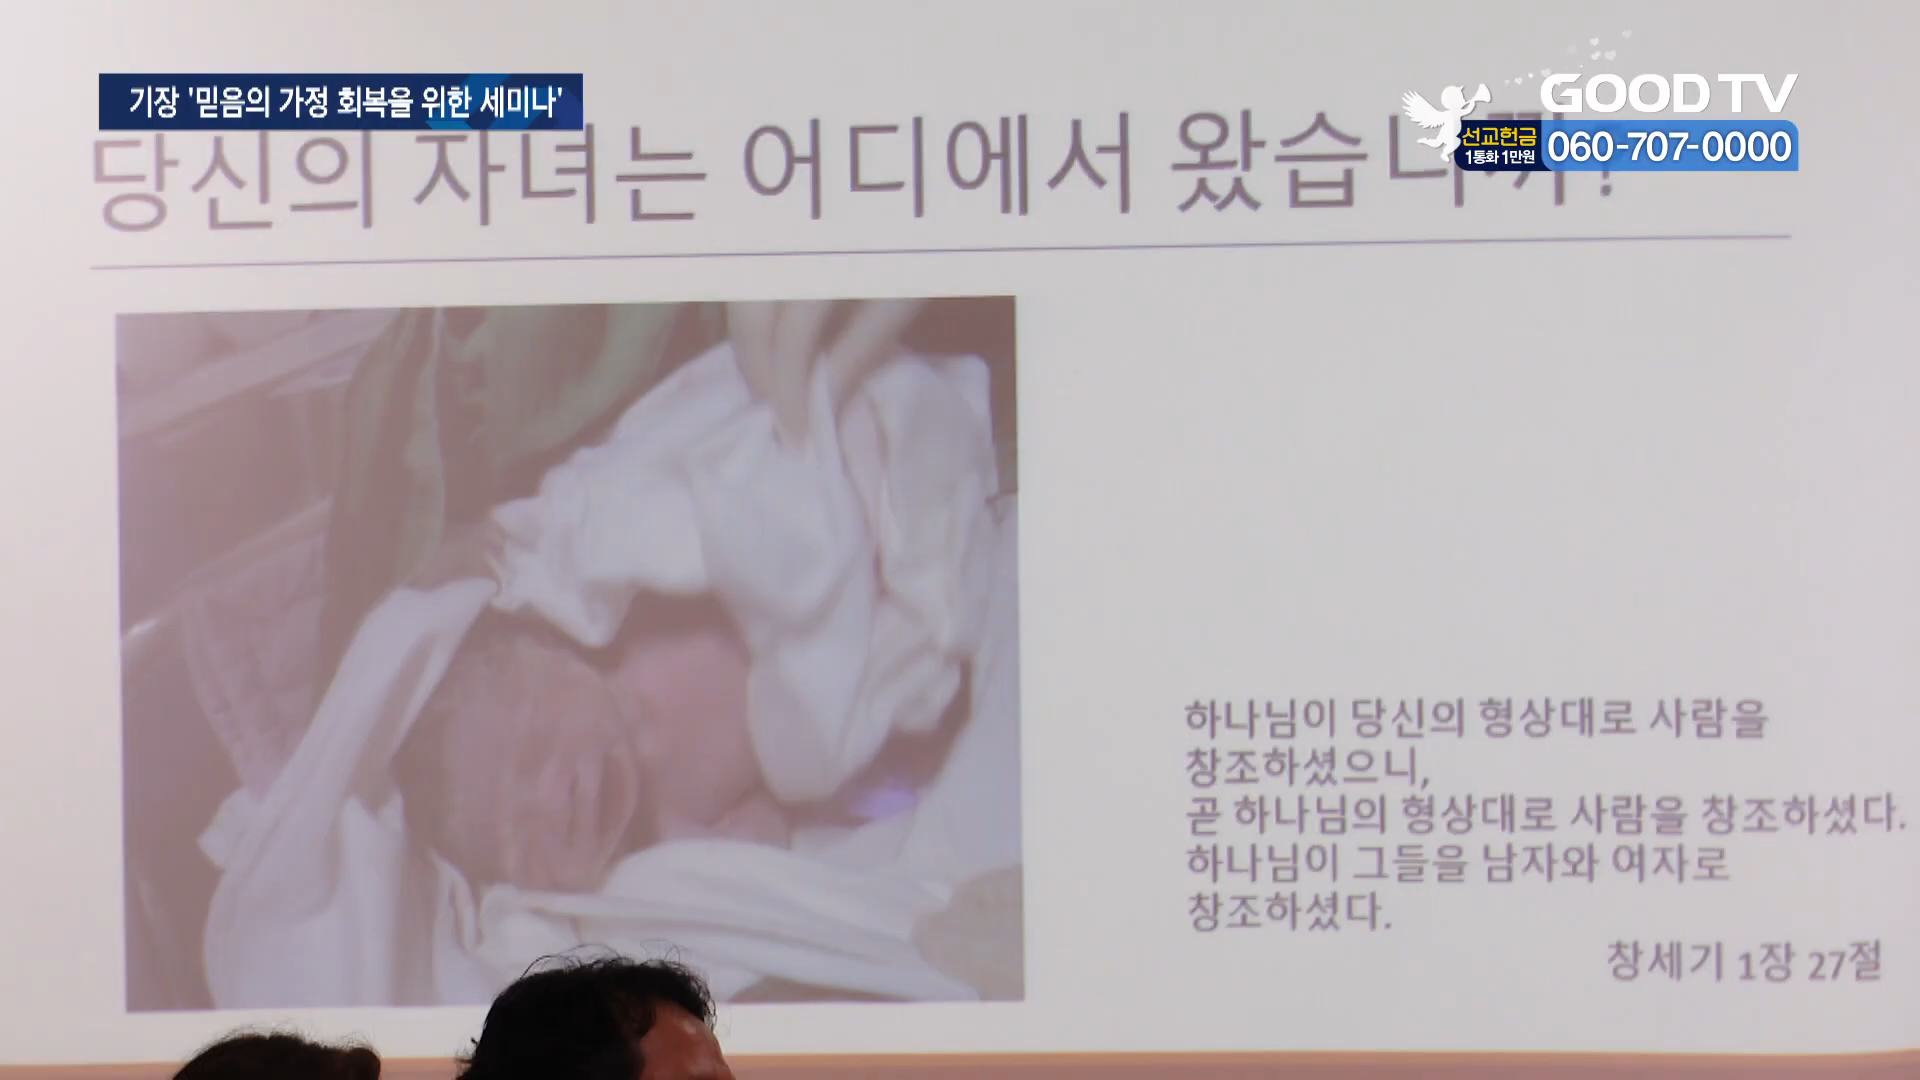 기장 '믿음의 가정 회복을 위한 세미나'
GOOD TV
선교헌금
1통화 1만원
060-707-0000
당신의 자녀는 어디에서 왔습니까?
하나님이 당신의 형상대로 사람을
창조하셨으니,
곧 하나님의 형상대로 사람을 창조하셨다.
하나님이 그들을 남자와 여자로
창조하셨다.
창세기 1장 27절